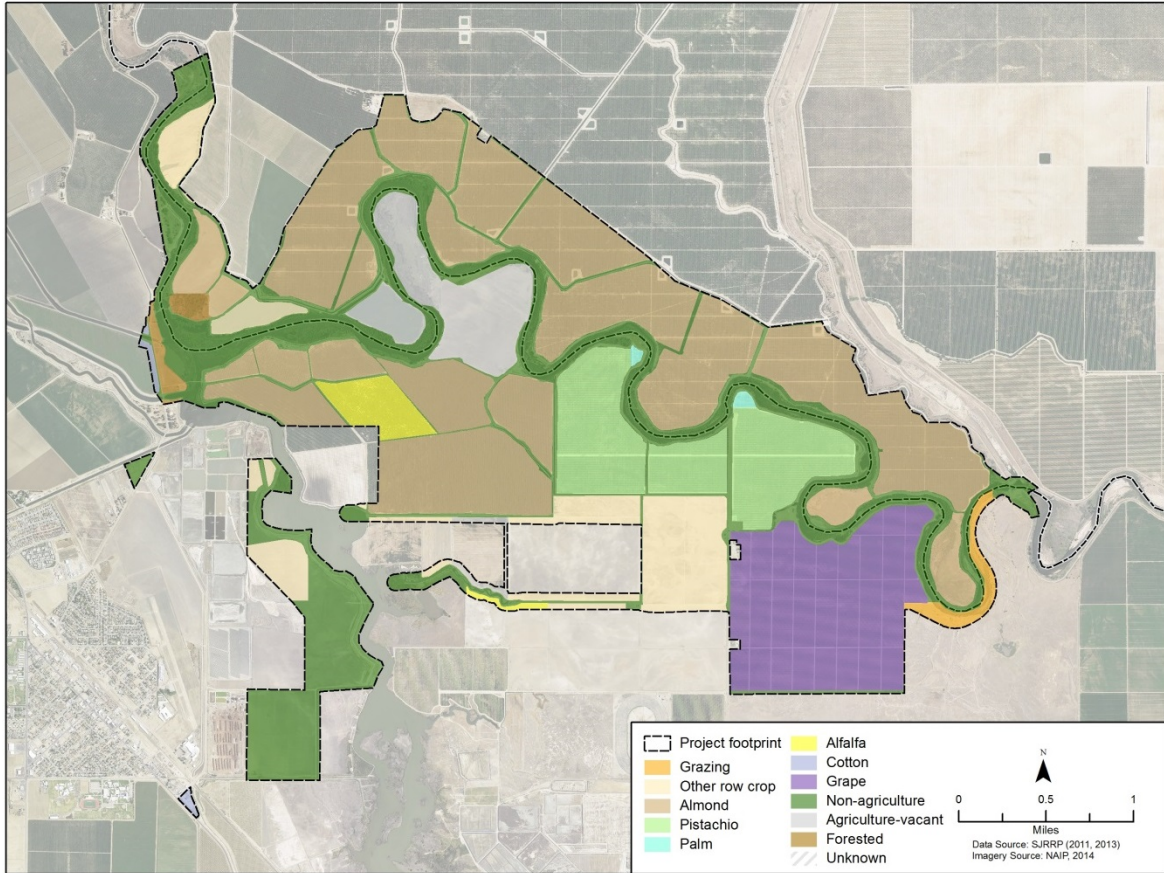 Project footprint
Grazing
Other row crop
Almond
Pistachio
Palm
Alfalfa
Cotton
Grape
Non-agriculture
Agriculture-vacant
Forested
Unknown
N
0 0.5 1
Miles
Data Source: SJRRP (2011, 2013)
Imagery Source: NAIP, 2014